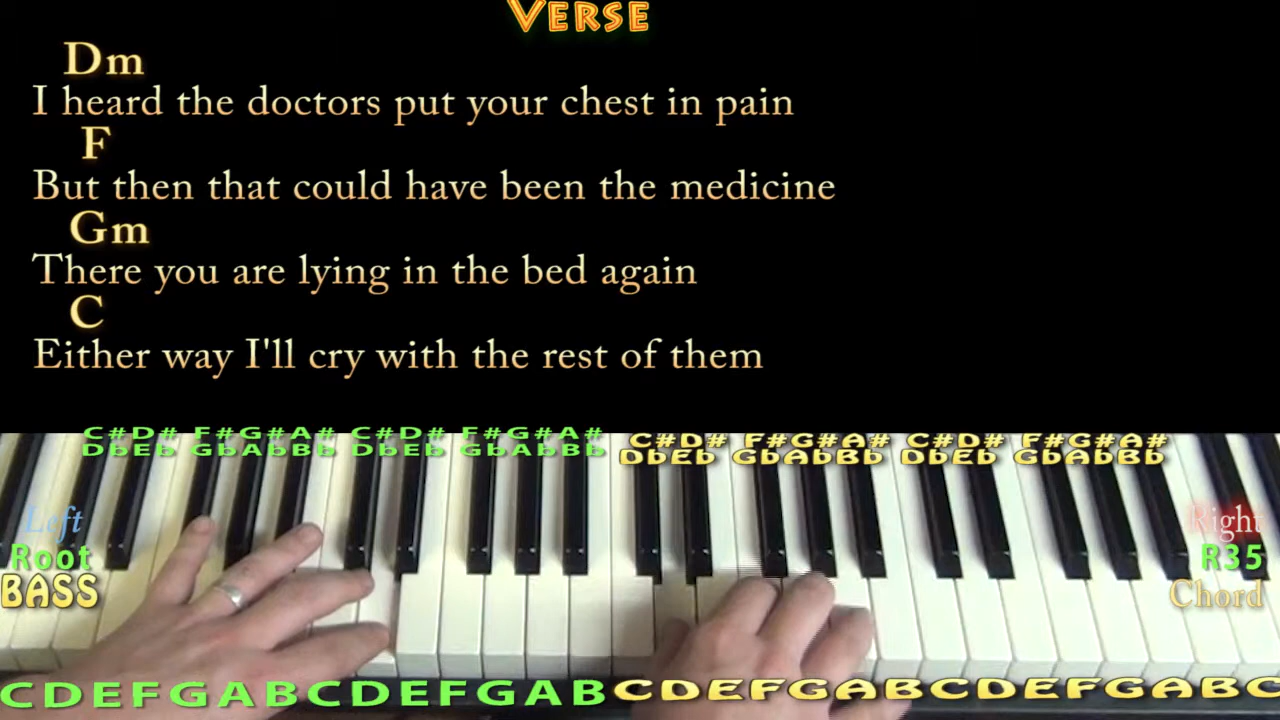 VERSE
Dm
I heard the doctors put your chest in pain
F
But then that could have been the medicine
Gm
There you are lying in the bed again
C
Either way I'll cry with the rest of them
C#D# F#G#A# C#D# F#G#A# C#D# F#G#A# C#D# F#G#A#
DbEb GbAbBb DbEb GbAbBb DbEb GbAbBb DbEb GbAbBb
Left
Root
BASS
Right
R35
Chord
CDEFGABCDEFGAB CDEFGABCDEFGABC